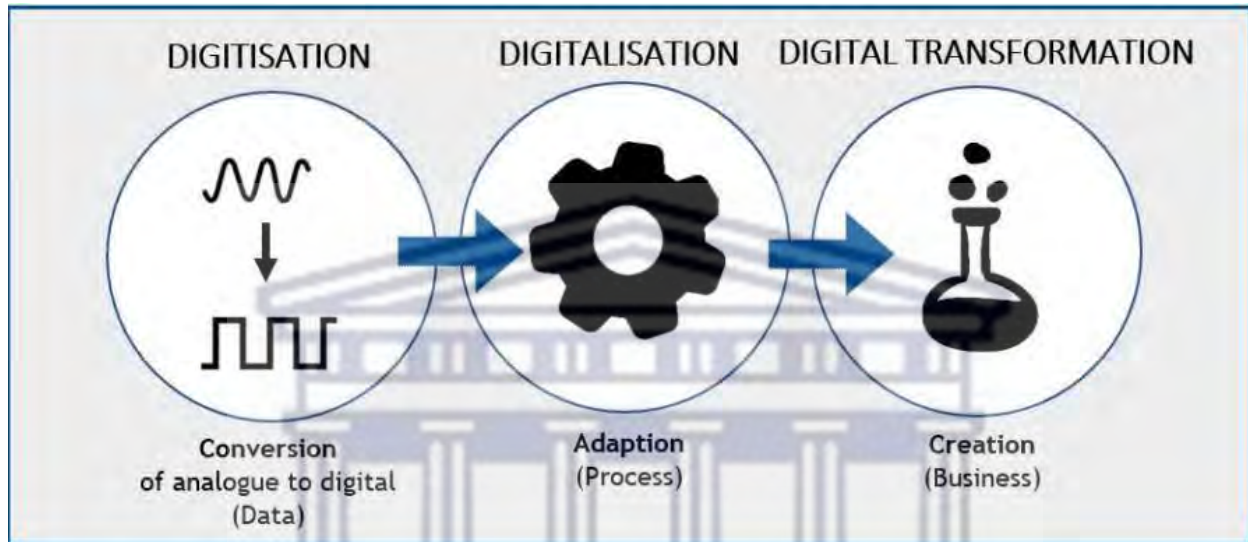 DIGITISATION
DIGITALISATION
DIGITAL TRANSFORMATION
Conversion
of analogue to digital
(Data)
Adaption
(Process)
Creation
(Business)